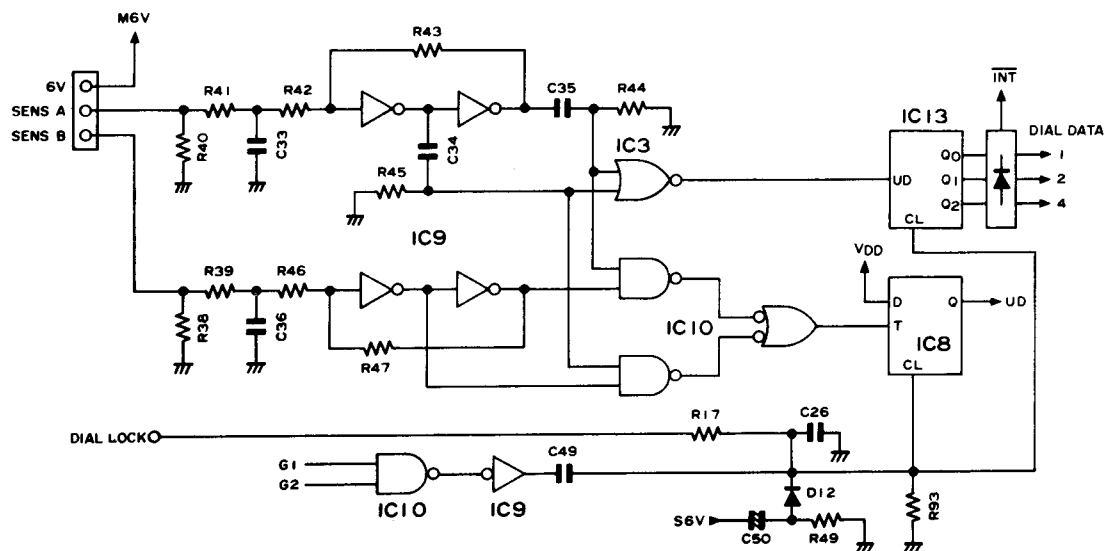 M6V
6V
SENS A
SENS B
R41
R42
R43
R40
C33
C34
R45
C35
R44
IC3
IC9
INT
IC13
DIAL DATA
UD
Q0
Q1
Q2
CL
1
2
4
R39
R46
R38
C36
R47
IC10
VDD
D
Q
UD
T
IC8
CL
DIAL LOCK
R17
C26
G1
G2
IC10
IC9
C49
D12
S6V
C50
R49
R93